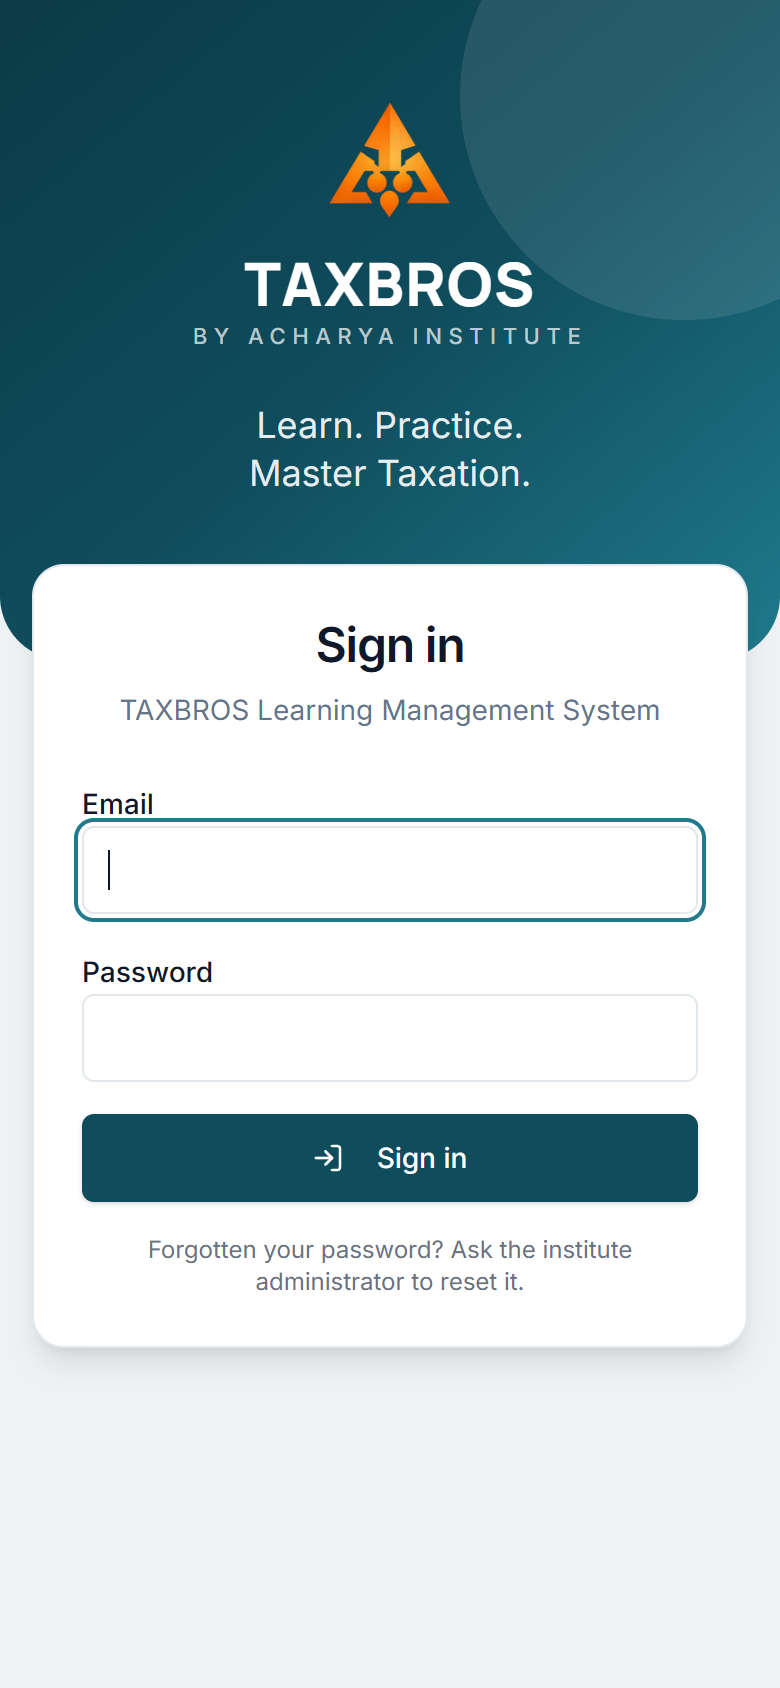 TAXBROS
BY ACHARYA INSTITUTE
Learn. Practice.
Master Taxation.
Sign in
TAXBROS Learning Management System
Email
Password
Sign in
Forgotten your password? Ask the institute
administrator to reset it.